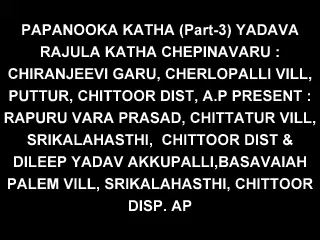 PAPANOOKA KATHA (Part-3) YADAVA
RAJULA KATHA CHEPINAVARU :
CHIRANJEEVI GARU, CHERLOPALLI VILL,
PUTTUR, CHITTOOR DIST, A.P PRESENT :
RAPURU VARA PRASAD, CHITTATUR VILL,
SRIKALAHASTHI,  CHITTOOR DIST &
DILEEP YADAV AKKUPALLI,BASAVAIAH
PALEM VILL, SRIKALAHASTHI, CHITTOOR
DISP. AP